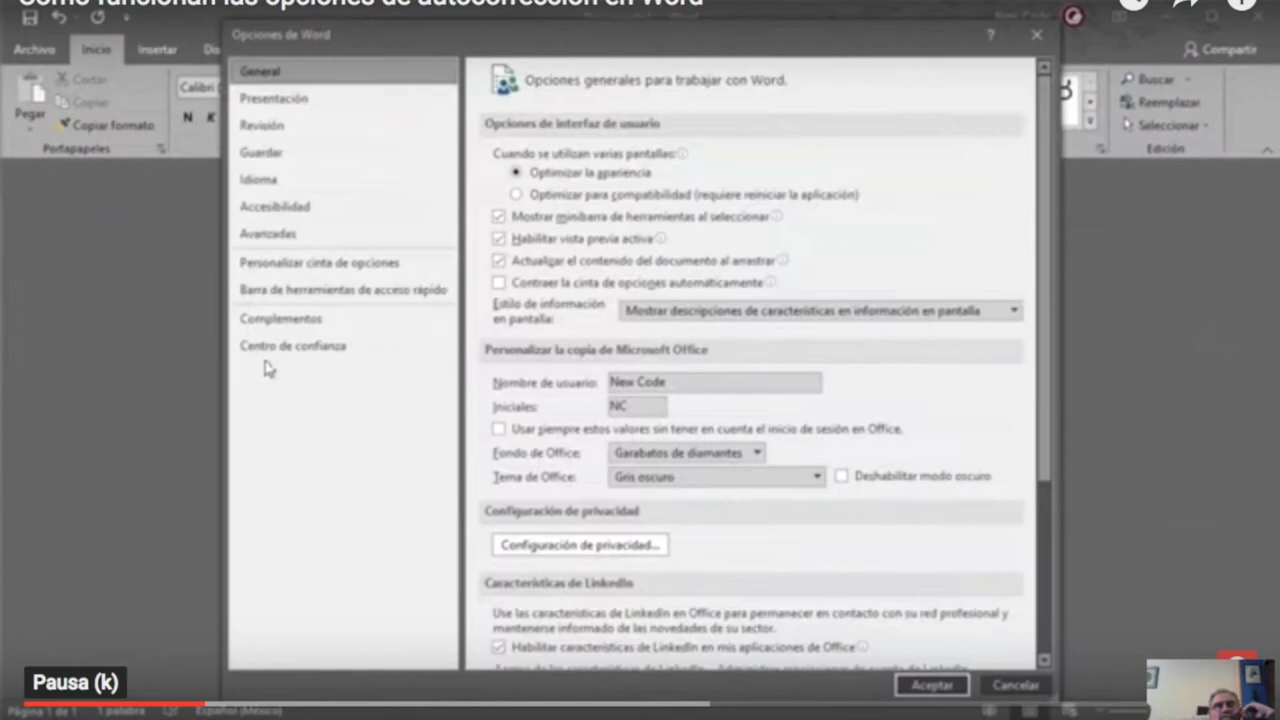 Cómo funcionan las opciones de autocorrección en Word
Opciones de Word
Archivo
Inicio
Insertar
Compartir
Pegar
Cortar
Copiar
Copiar formato
Portapapeles
Calibri
N K
Buscar
Reemplazar
Seleccionar
Edición
General
Presentación
Revisión
Guardar
Idioma
Accesibilidad
Avanzadas
Personalizar cinta de opciones
Barra de herramientas de acceso rápido
Complementos
Centro de confianza
Opciones generales para trabajar con Word.
Opciones de interfaz de usuario
Cuando se utilizan varias pantallas:
Optimizar la apariencia
Optimizar para compatibilidad (requiere reiniciar la aplicación)
Mostrar minibarra de herramientas al seleccionar
Habilitar vista previa activa
Actualizar el contenido del documento al arrastrar
Contraer la cinta de opciones automáticamente
Estilo de información
en pantalla:
Mostrar descripciones de características en información en pantalla
Personalizar la copia de Microsoft Office
Nombre de usuario: New Code
Iniciales: NC
Usar siempre estos valores sin tener en cuenta el inicio de sesión en Office.
Fondo de Office: Garabatos de diamantes
Tema de Office: Gris oscuro Deshabilitar modo oscuro
Configuración de privacidad
Configuración de privacidad...
Características de LinkedIn
Use las características de LinkedIn en Office para permanecer en contacto con su red profesional y
mantenerse informado de las novedades de su sector.
Habilitar características de LinkedIn en mis aplicaciones de Office
Aceptar Cancelar
Pausa (k)
Página 1 de 1 1 palabra Español (México)